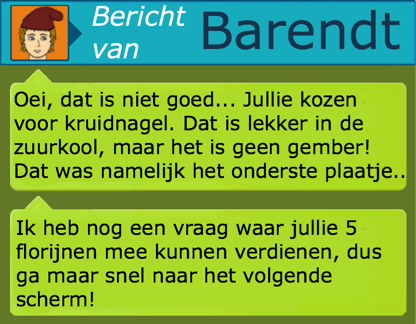 Bericht
van
Barendt
Oei, dat is niet goed... Jullie kozen
voor kruidnagel. Dat is lekker in de
zuurkool, maar het is geen gember!
Dat was namelijk het onderste plaatje..
Ik heb nog een vraag waar jullie 5
florijnen mee kunnen verdienen, dus
ga maar snel naar het volgende
scherm!